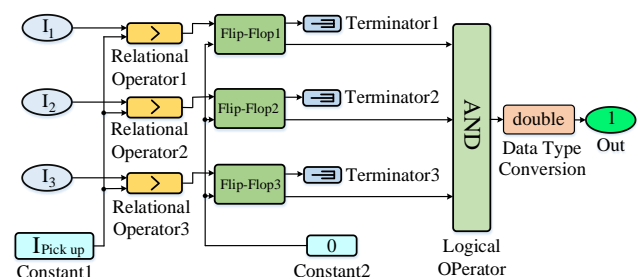 I1 > Flip-Flop1 Terminator1
Relational
Operator1
I2 > Flip-Flop2 Terminator2
Relational
Operator2
I3 > Flip-Flop3 Terminator3
Relational
Operator3
IPick up
Constant1
0
Constant2
AND
Logical
OPerator
double
Data Type
Conversion
1
Out